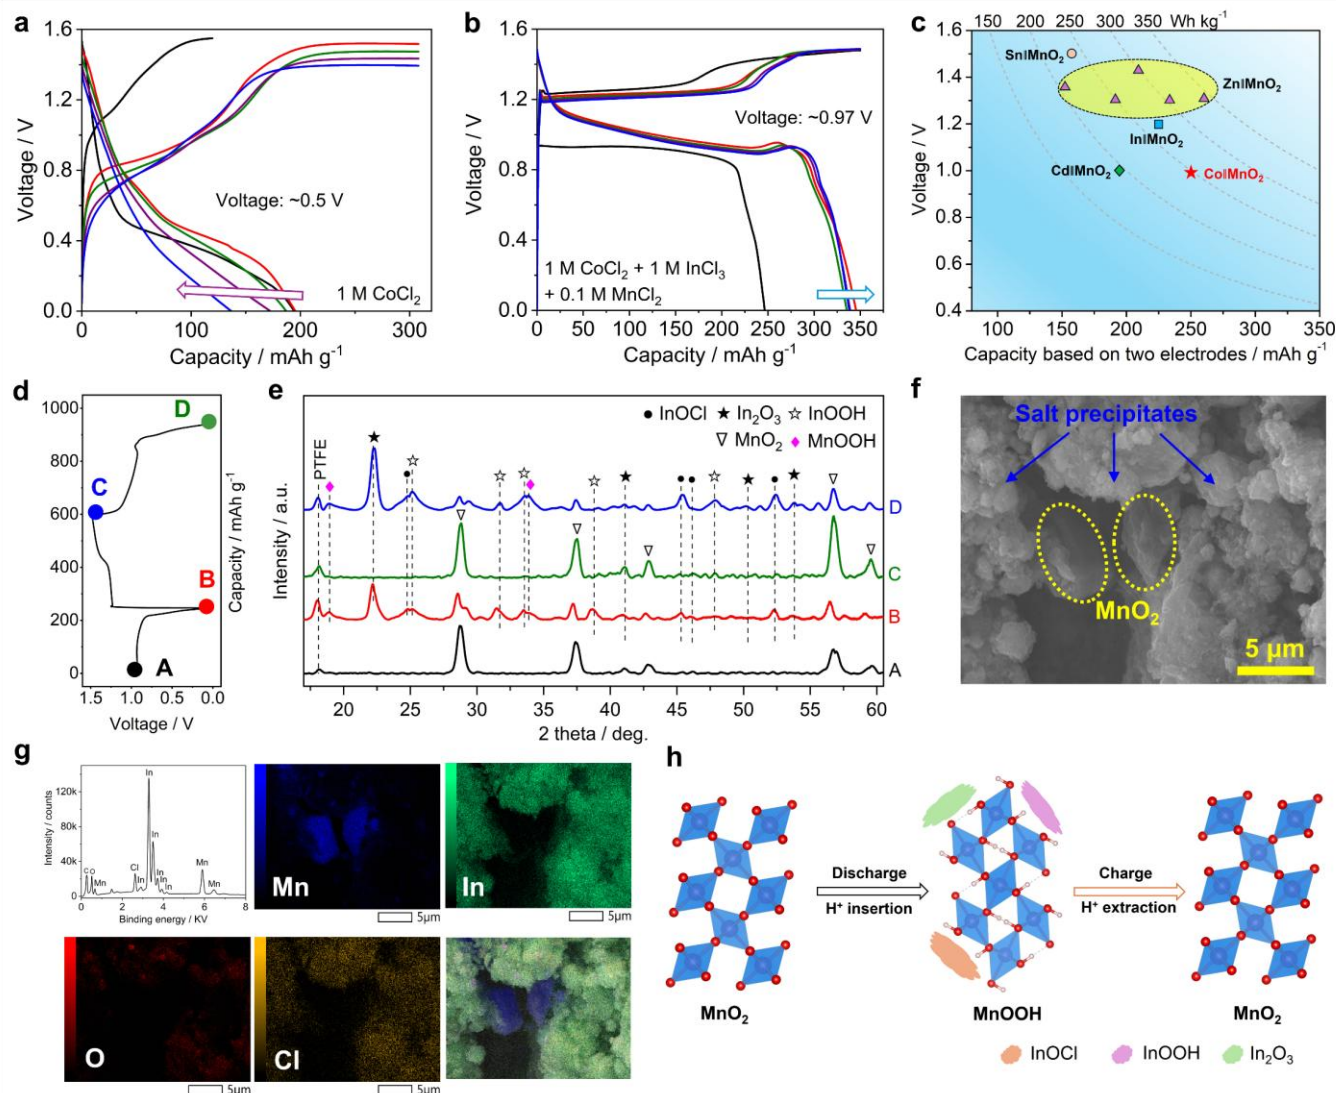 a
1.6
1.2
0.8
0.4
0.0
Voltage / V
Voltage: ~0.5 V
1 M CoCl₂
0 100 200 300
Capacity / mAh g⁻¹
b
1.6
1.2
0.8
0.4
0.0
Voltage / V
Voltage: ~0.97 V
1 M CoCl₂ + 1 M InCl₃
+ 0.1 M MnCl₂
0 50 100 150 200 250 300 350
Capacity / mAh g⁻¹
c
150 200 250 300 350 Wh kg⁻¹
1.6
1.4
1.2
1.0
0.8
0.6
0.4
Voltage / V
Sn||MnO₂
Zn||MnO₂
In||MnO₂
Cd||MnO₂
Co||MnO₂
100 150 200 250 300 350
Capacity based on two electrodes / mAh g⁻¹
d
1000
800
600
400
200
0
D
C
B
A
Capacity / mAh g⁻¹
1.5 1.0 0.5 0.0
Voltage / V
e
Intensity / a.u.
PTFE
InOCl In₂O₃ InOOH
MnO₂ MnOOH
D
C
B
A
20 25 30 35 40 45 50 55 60
2 theta / deg.
f
Salt precipitates
MnO₂
5 µm
g
Intensity / counts
120k
80k
40k
0
In
In
In
In
In
C
O
Mn
Cl
In
Mn
Mn
0 2 4 6 8
Binding energy / KV
Mn
5µm
In
5µm
O
5µm
Cl
5µm
5µm
h
Discharge
H⁺ insertion
Charge
H⁺ extraction
MnO₂
MnOOH
MnO₂
InOCl InOOH In₂O₃